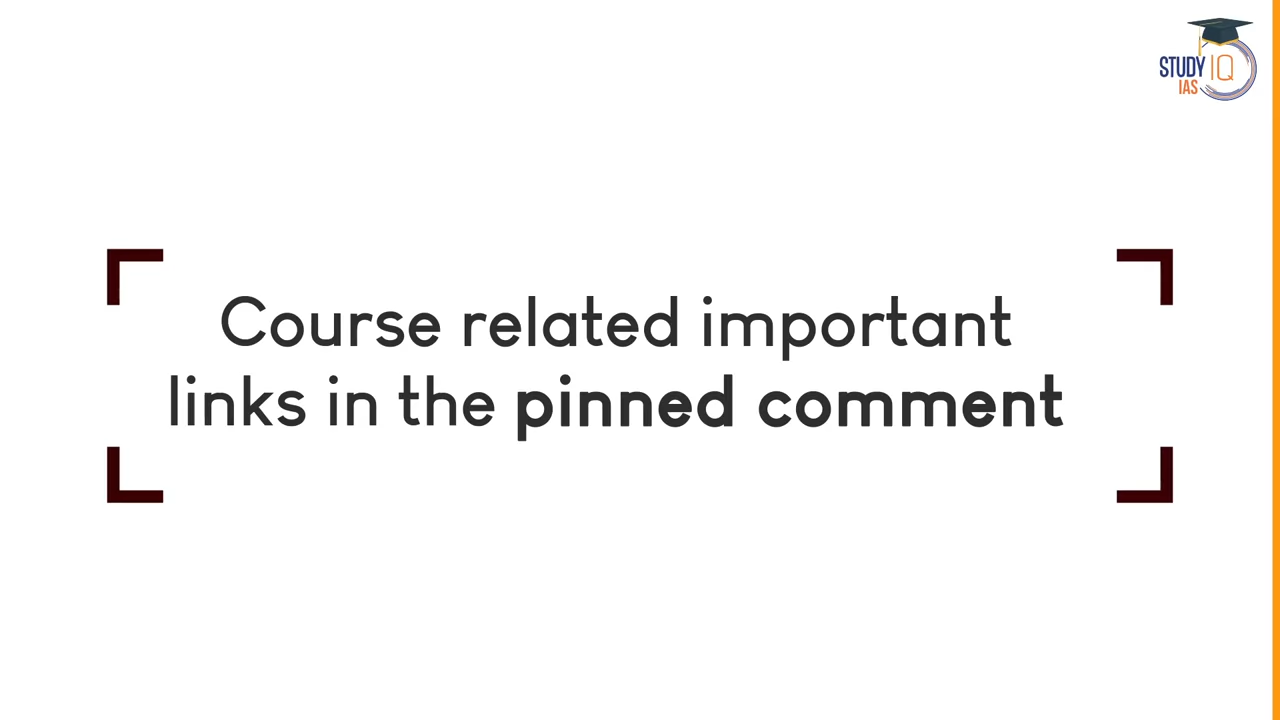 STUDY IQ
IAS
Course related important
links in the pinned comment